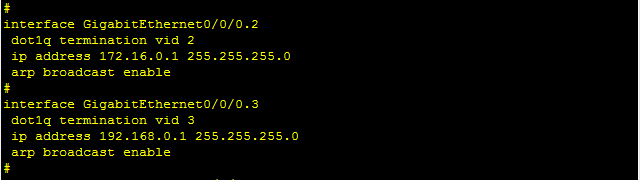 #
interface GigabitEthernet0/0/0.2
 dot1q termination vid 2
 ip address 172.16.0.1 255.255.255.0
 arp broadcast enable
#
interface GigabitEthernet0/0/0.3
 dot1q termination vid 3
 ip address 192.168.0.1 255.255.255.0
 arp broadcast enable
#